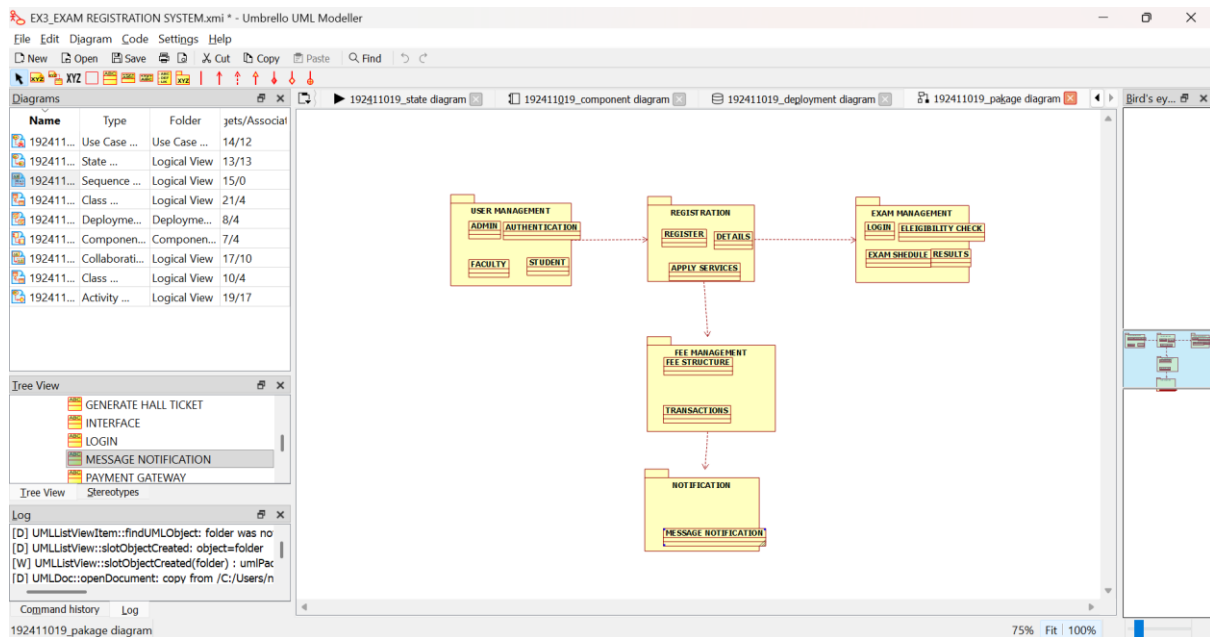 EX3_EXAM REGISTRATION SYSTEM.xmi * - Umbrello UML Modeller
File Edit Diagram Code Settings Help
New Open Save Cut Copy Paste Find
XYZ
Diagrams
192411019_state diagram
192411019_component diagram
192411019_deployment diagram
192411019_pakage diagram
Bird's ey...
Name Type Folder gets/Associat
192411... Use Case ... Use Case ... 14/12
192411... State ... Logical View 13/13
192411... Sequence ... Logical View 15/0
192411... Class ... Logical View 21/4
192411... Deployme... Deployme... 8/4
192411... Componen... Componen... 7/4
192411... Collaborati... Logical View 17/10
192411... Class ... Logical View 10/4
192411... Activity ... Logical View 19/17
USER MANAGEMENT
ADMIN AUTHENTICATION
FACULTY STUDENT
REGISTRATION
REGISTER DETAILS
APPLY SERVICES
EXAM MANAGEMENT
LOGIN ELEIGIBILITY CHECK
EXAM SHEDULE RESULTS
FEE MANAGEMENT
FEE STRUCTURE
TRANSACTIONS
NOTIFICATION
MESSAGE NOTIFICATION
Tree View
GENERATE HALL TICKET
INTERFACE
LOGIN
MESSAGE NOTIFICATION
PAYMENT GATEWAY
Tree View Stereotypes
Log
[D] UMLListViewItem::findUMLObject: folder was no
[D] UMLListView::slotObjectCreated: object=folder
[W] UMLListView::slotObjectCreated(folder) : umlPac
[D] UMLDoc::openDocument: copy from /C:/Users/n
Command history Log
192411019_pakage diagram
75% Fit 100%